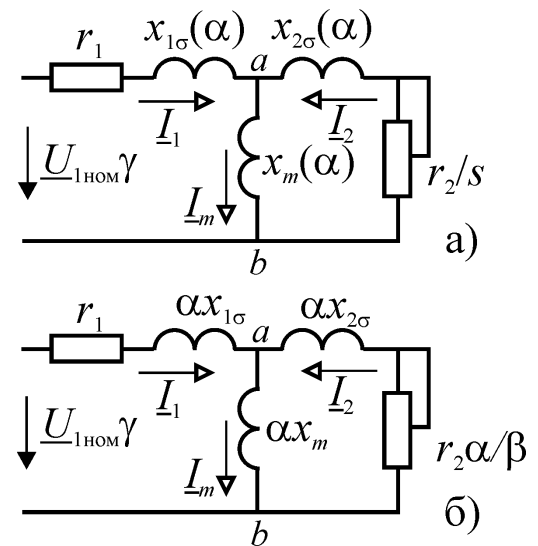 r₁ x₁σ(α) a x₂σ(α)
I₁ I₂
U₁номγ xₘ(α) r₂/s
Iₘ
b а)
r₁ αx₁σ a αx₂σ
I₁ I₂
U₁номγ αxₘ r₂α/β
Iₘ
b б)